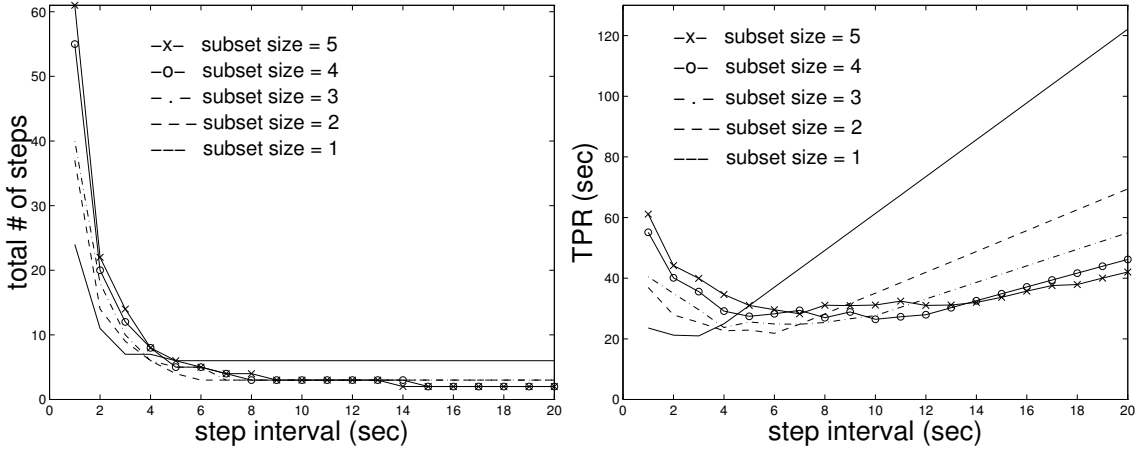 60
50
40
30
20
10
0
total # of steps
–x– subset size = 5
–o– subset size = 4
– . – subset size = 3
– – – subset size = 2
––– subset size = 1
0 2 4 6 8 10 12 14 16 18 20
step interval (sec)
120
100
80
60
40
20
0
TPR (sec)
–x– subset size = 5
–o– subset size = 4
– . – subset size = 3
– – – subset size = 2
––– subset size = 1
0 2 4 6 8 10 12 14 16 18 20
step interval (sec)